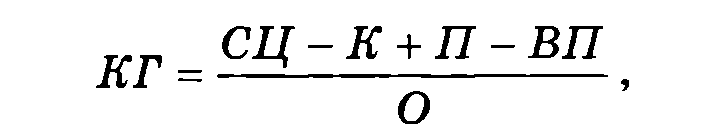 КГ = (СЦ – К + П – ВП) / О ,